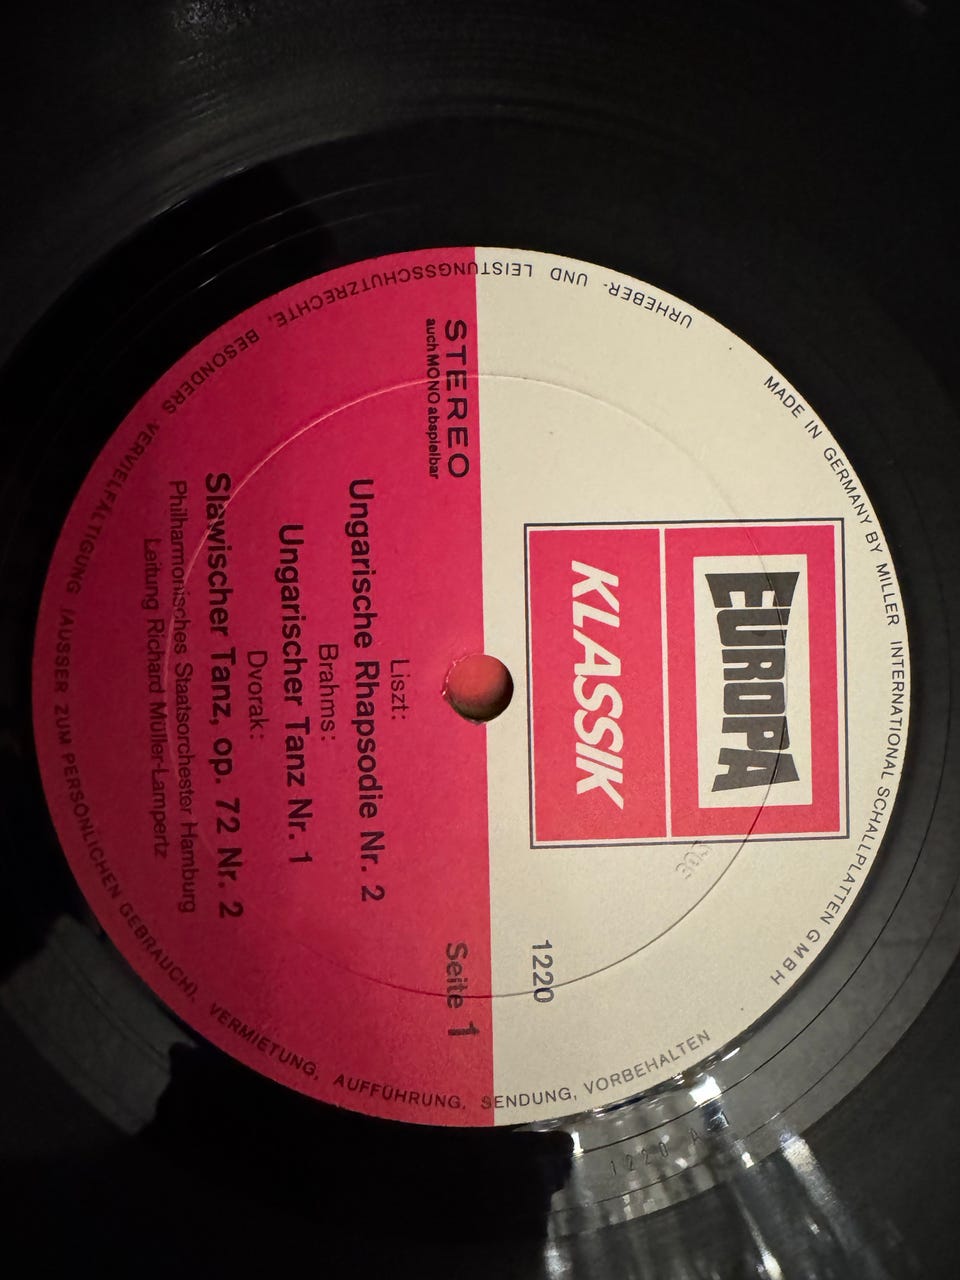 MADE IN GERMANY BY MILLER INTERNATIONAL SCHALLPLATTEN GMBH
EUROPA
KLASSIK
1220
STEREO
auch MONO abspielbar
Seite 1
Liszt:
Ungarische Rhapsodie Nr. 2
Brahms:
Ungarischer Tanz Nr. 1
Dvorak:
Slawischer Tanz, op. 72 Nr. 2
Philharmonisches Staatsorchester Hamburg
Leitung Richard Müller-Lampertz
URHEBER- UND LEISTUNGSSCHUTZRECHTE, BESONDERS VERVIELFÄLTIGUNG (AUSSER ZUM PERSÖNLICHEN GEBRAUCH), VERMIETUNG, AUFFÜHRUNG, SENDUNG, VORBEHALTEN
1220 A